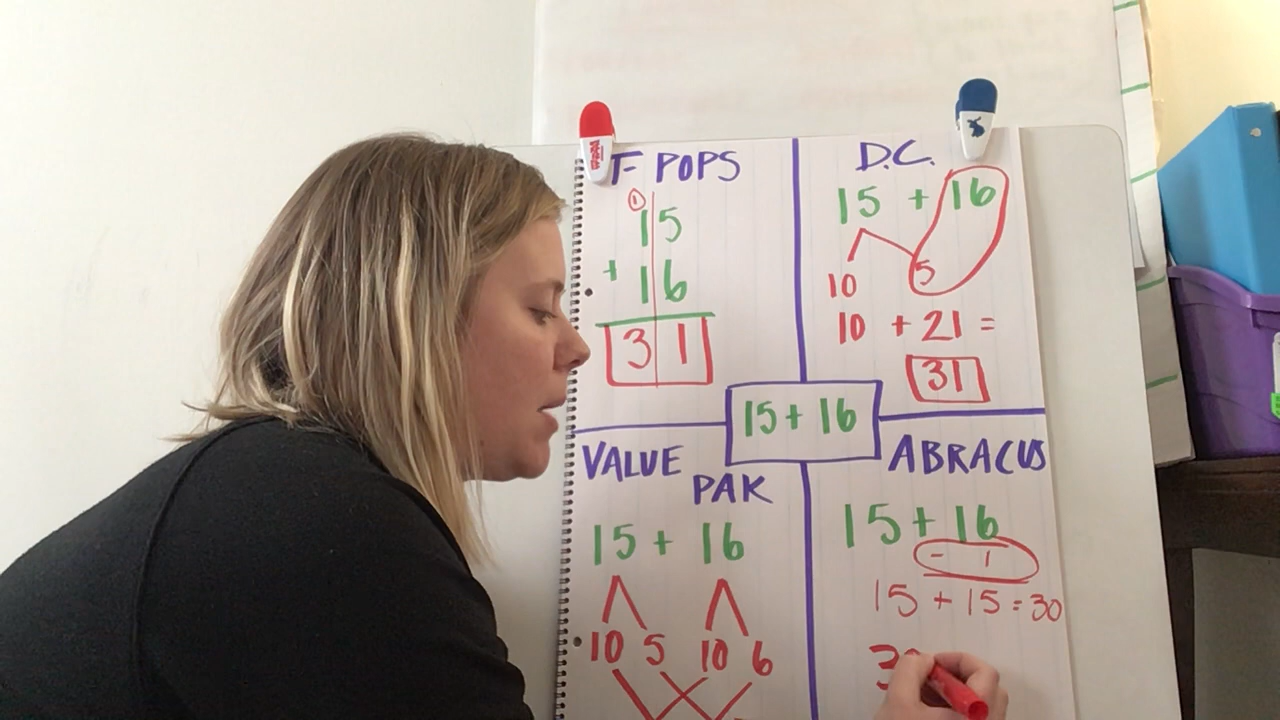 F POPS
1
15
+ 16
31
D.C.
15 + 16
10 5
10 + 21 =
31
15 + 16
VALUE
PAK
15 + 16
10 5 10 6
ABRACUS
15 + 16
- 1
15 + 15 = 30